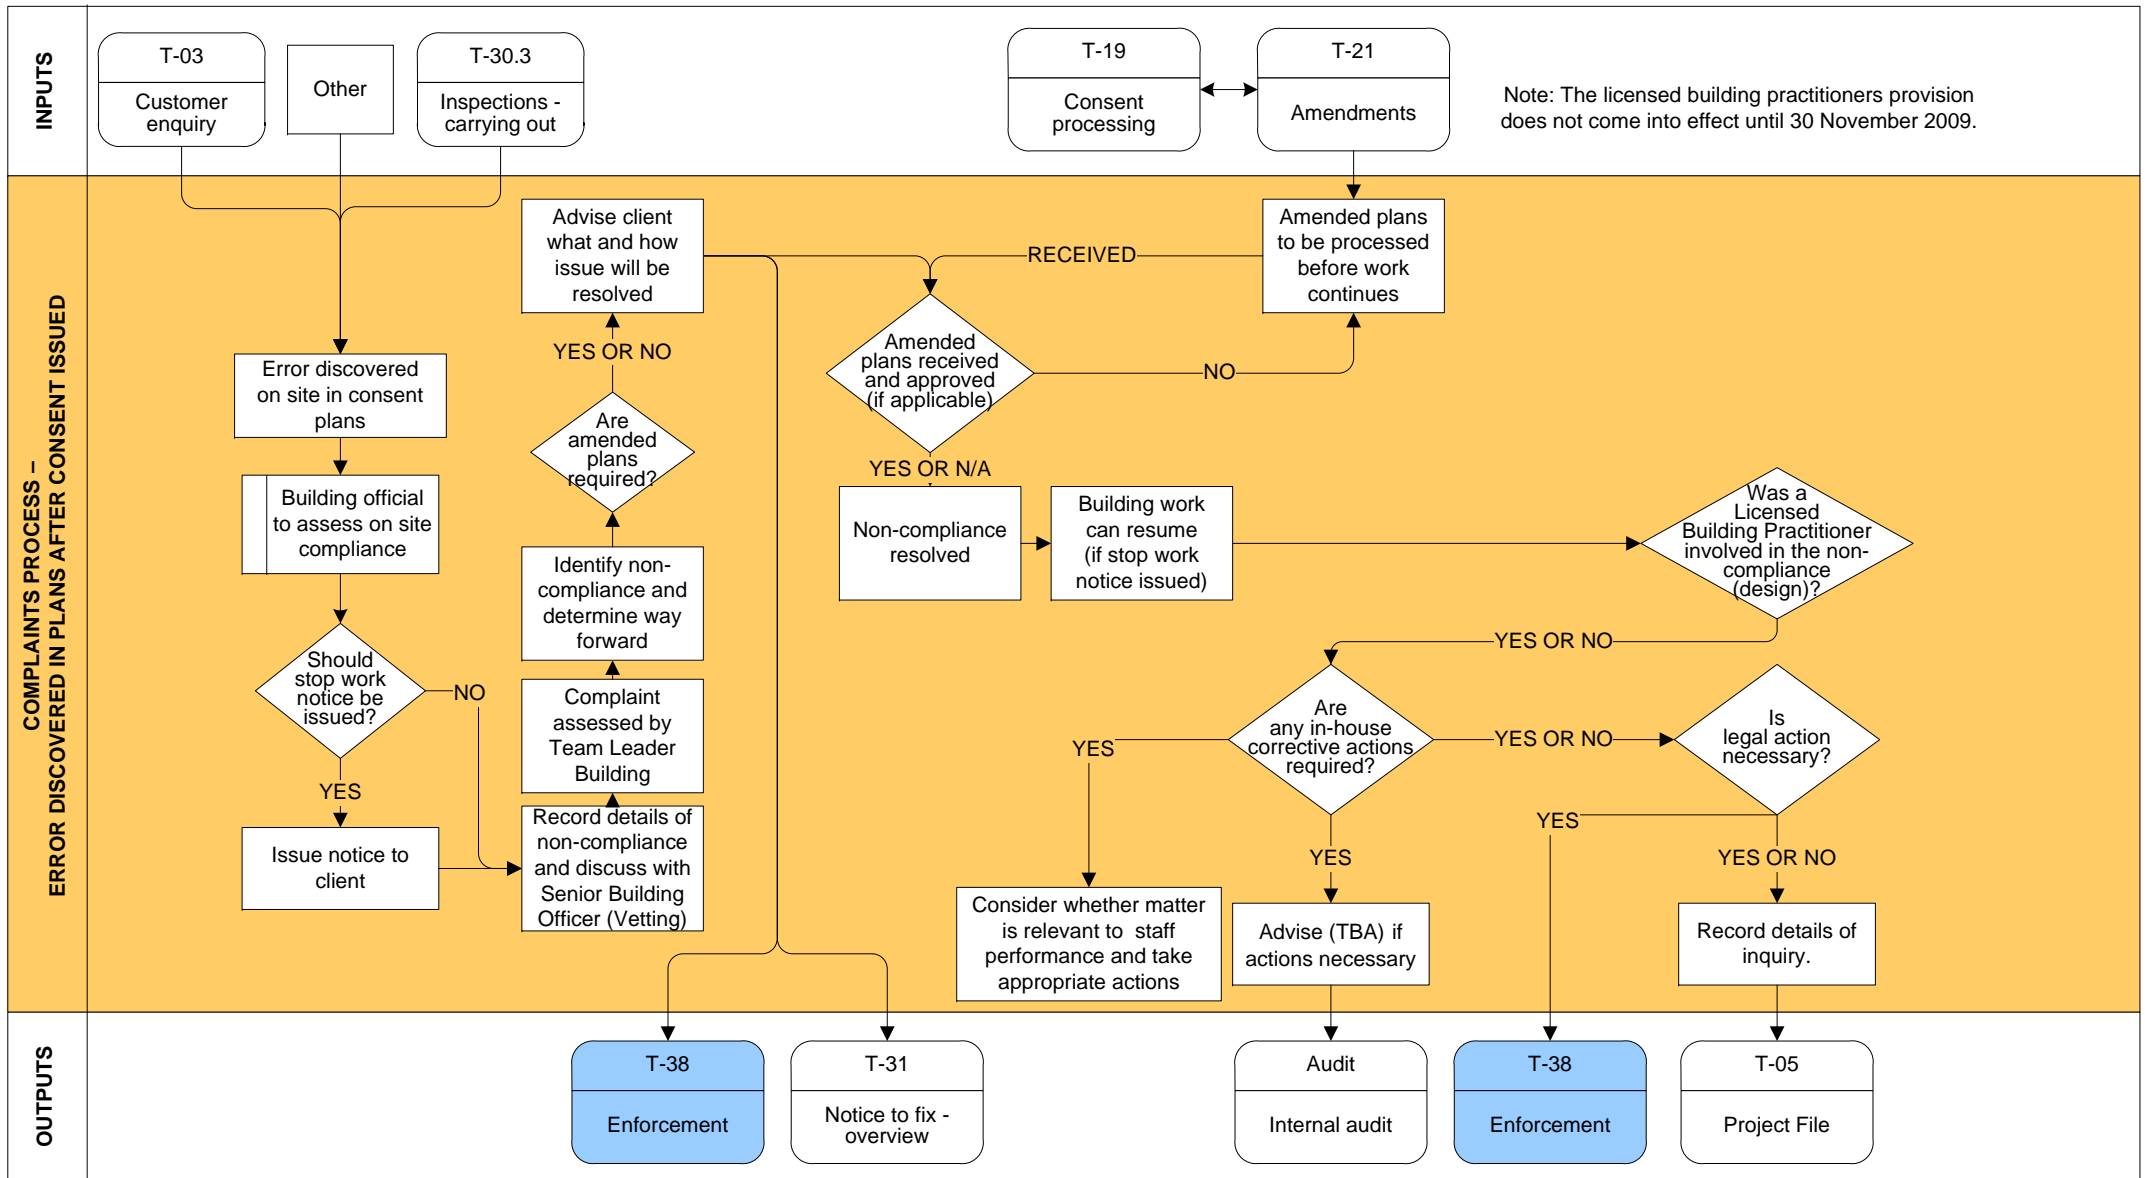 INPUTS
T-03
Customer
enquiry
Other
T-30.3
Inspections -
carrying out
T-19
Consent
processing
T-21
Amendments
Note: The licensed building practitioners provision
does not come into effect until 30 November 2009.
COMPLAINTS PROCESS –
ERROR DISCOVERED IN PLANS AFTER CONSENT ISSUED
Error discovered
on site in consent
plans
Building official
to assess on site
compliance
Should
stop work
notice be
issued?
NO
YES
Issue notice to
client
Record details of
non-compliance
and discuss with
Senior Building
Officer (Vetting)
Complaint
assessed by
Team Leader
Building
Identify non-
compliance and
determine way
forward
Are
amended
plans
required?
YES OR NO
Advise client
what and how
issue will be
resolved
RECEIVED
Amended plans
to be processed
before work
continues
Amended
plans received
and approved
(if applicable)
NO
YES OR N/A
Non-compliance
resolved
Building work
can resume
(if stop work
notice issued)
Was a
Licensed
Building Practitioner
involved in the non-
compliance
(design)?
YES OR NO
Are
any in-house
corrective actions
required?
YES
YES OR NO
Is
legal action
necessary?
YES
YES
YES OR NO
Consider whether matter
is relevant to  staff
performance and take
appropriate actions
Advise (TBA) if
actions necessary
Record details of
inquiry.
OUTPUTS
T-38
Enforcement
T-31
Notice to fix -
overview
Audit
Internal audit
T-38
Enforcement
T-05
Project File